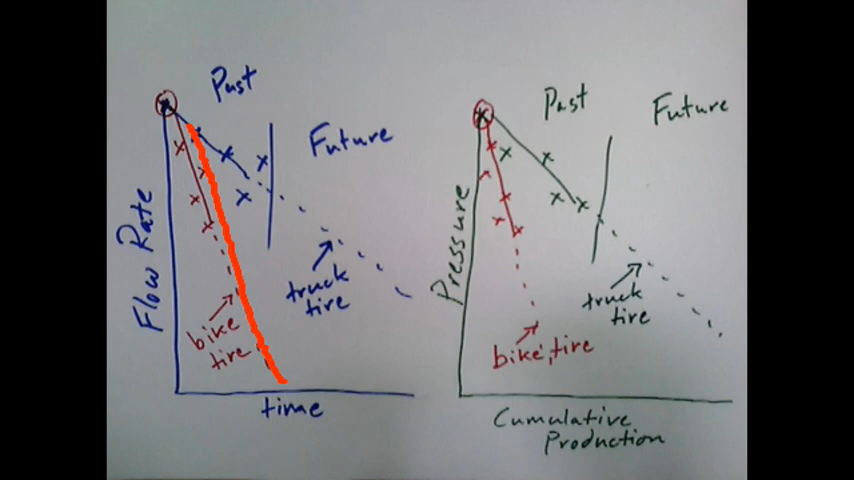 Past
Future
Flow Rate
truck
tire
bike
tire
time
Past
Future
Pressure
truck
tire
bike tire
Cumulative
Production